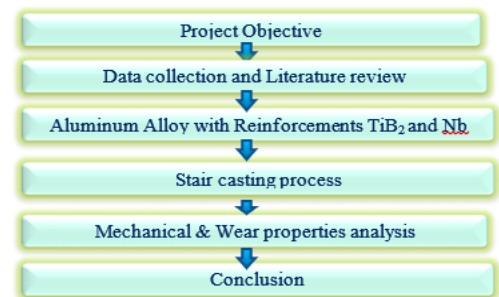 Project Objective
Data collection and Literature review
Aluminum Alloy with Reinforcements TiB₂ and Nb
Stair casting process
Mechanical & Wear properties analysis
Conclusion